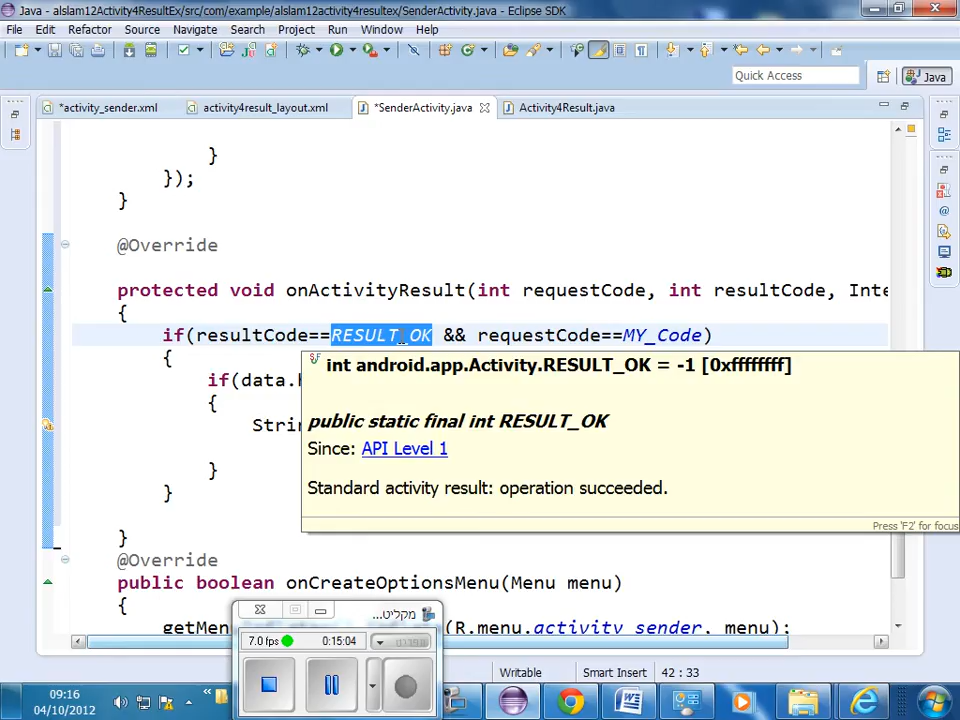 Java - alslam12Activity4ResultEx/src/com/example/alslam12activity4resultex/SenderActivity.java - Eclipse SDK
File Edit Refactor Source Navigate Search Project Run Window Help
Quick Access
Java
*activity_sender.xml
activity4result_layout.xml
*SenderActivity.java
Activity4Result.java
}
});
}
@Override
protected void onActivityResult(int requestCode, int resultCode, Inte
{
if(resultCode==RESULT_OK && requestCode==MY_Code)
{
int android.app.Activity.RESULT_OK = -1 [0xffffffff]
if(data.h
{
public static final int RESULT_OK
Strin
Since: API Level 1
}
Standard activity result: operation succeeded.
}
Press 'F2' for focus
}
@Override
public boolean onCreateOptionsMenu(Menu menu)
{
מקליט...
(R.menu.activity_sender, menu);
getMen
7.0 fps
0:15:04
Writable
Smart Insert
42 : 33
09:16
04/10/2012